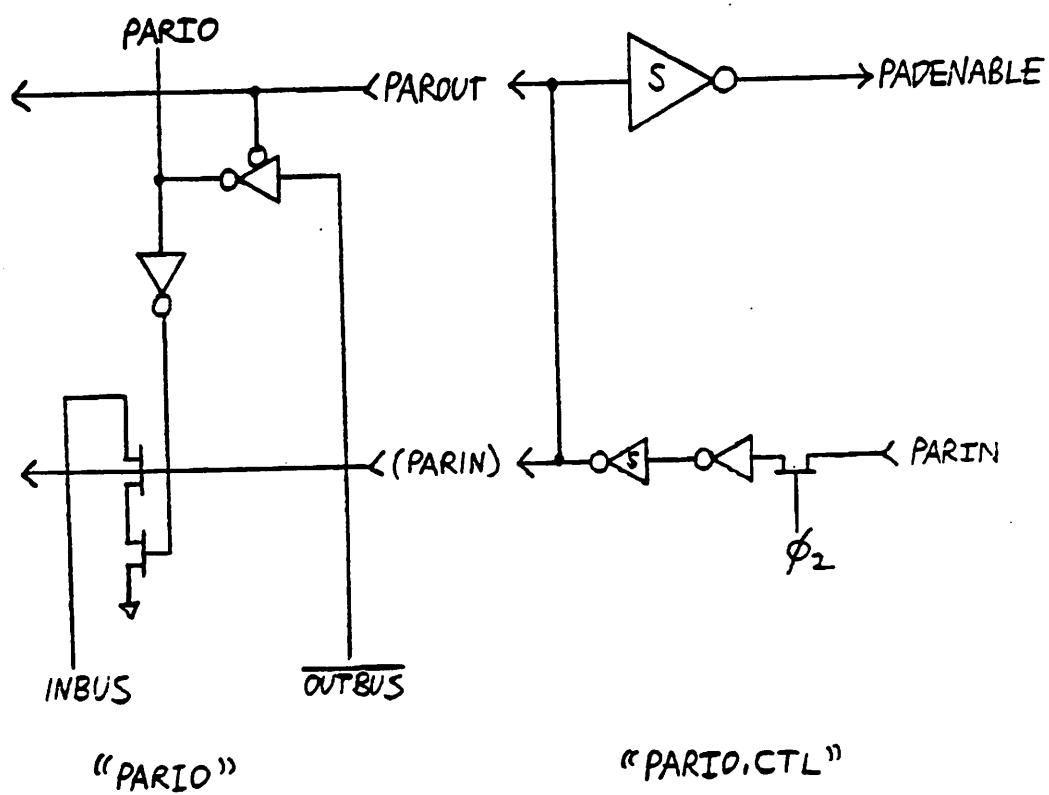 PARIO
PAROUT
S
PADENABLE
(PARIN)
S
PARIN
φ2
INBUS
OUTBUS
"PARIO"
"PARIO.CTL"